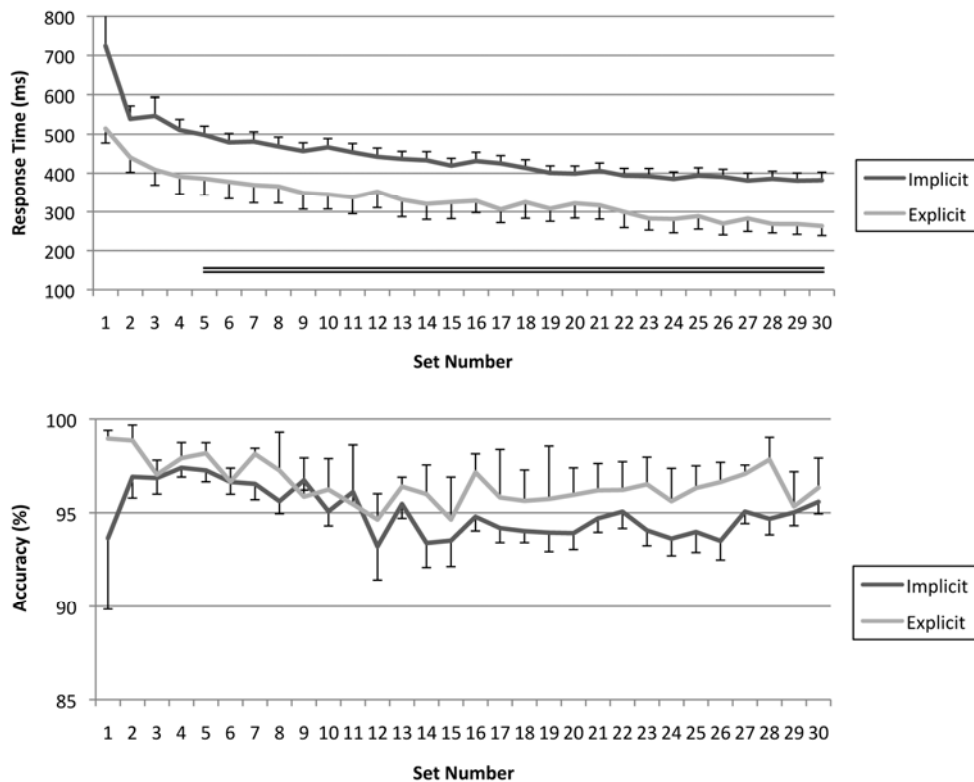 800
700
600
500
400
300
200
100
Response Time (ms)
1 2 3 4 5 6 7 8 9 10 11 12 13 14 15 16 17 18 19 20 21 22 23 24 25 26 27 28 29 30
Set Number
Implicit
Explicit
100
95
90
85
Accuracy (%)
1 2 3 4 5 6 7 8 9 10 11 12 13 14 15 16 17 18 19 20 21 22 23 24 25 26 27 28 29 30
Set Number
Implicit
Explicit